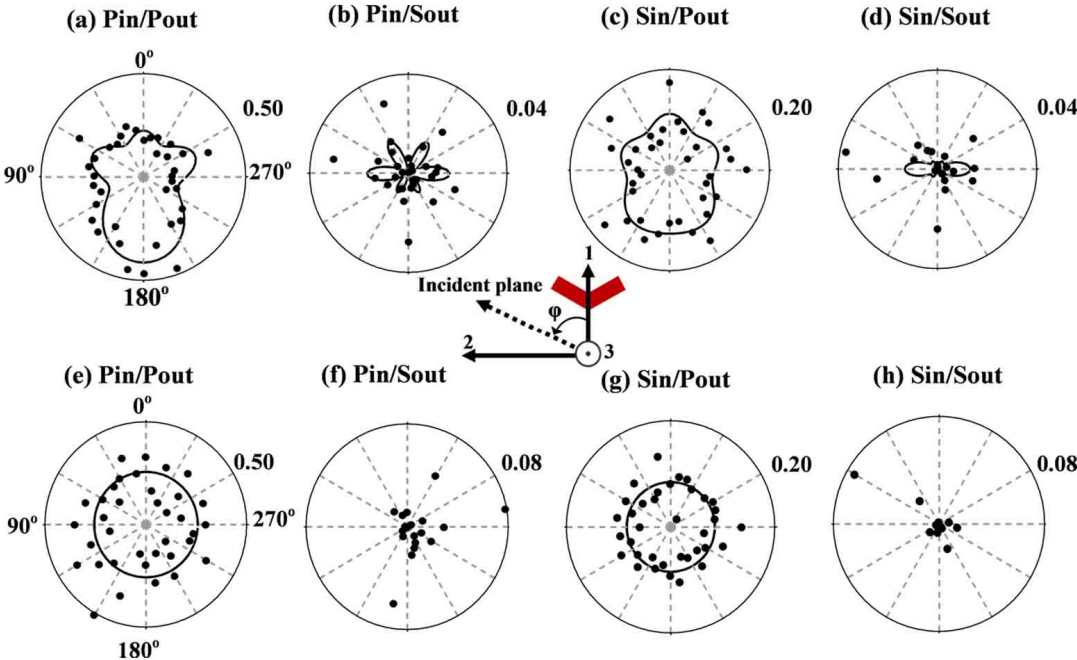 (a) Pin/Pout
(b) Pin/Sout
(c) Sin/Pout
(d) Sin/Sout
0°
0.50
0.04
0.20
0.04
90°
270°
180°
1
Incident plane
φ
2
3
(e) Pin/Pout
(f) Pin/Sout
(g) Sin/Pout
(h) Sin/Sout
0°
0.50
0.08
0.20
0.08
90°
270°
180°